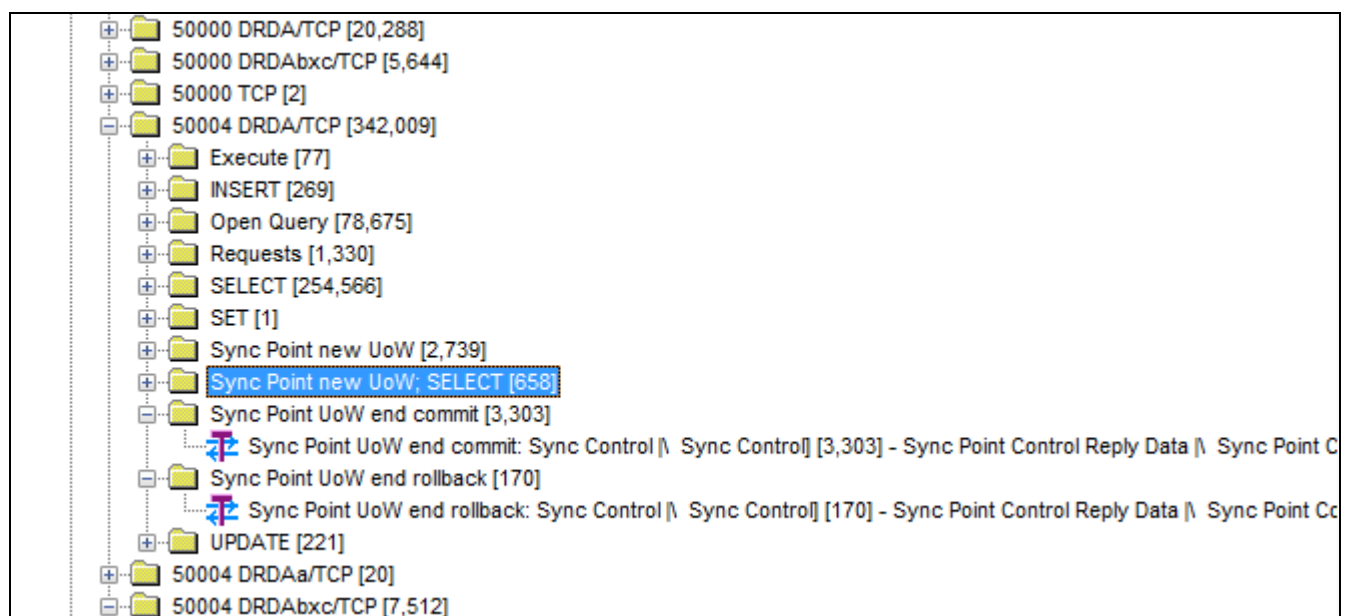 50000 DRDA/TCP [20,288]
50000 DRDAbxc/TCP [5,644]
50000 TCP [2]
50004 DRDA/TCP [342,009]
Execute [77]
INSERT [269]
Open Query [78,675]
Requests [1,330]
SELECT [254,566]
SET [1]
Sync Point new UoW [2,739]
Sync Point new UoW; SELECT [658]
Sync Point UoW end commit [3,303]
Sync Point UoW end commit: Sync Control |\ Sync Control] [3,303] - Sync Point Control Reply Data |\ Sync Point C
Sync Point UoW end rollback [170]
Sync Point UoW end rollback: Sync Control |\ Sync Control] [170] - Sync Point Control Reply Data |\ Sync Point Cc
UPDATE [221]
50004 DRDAa/TCP [20]
50004 DRDAbxc/TCP [7,512]